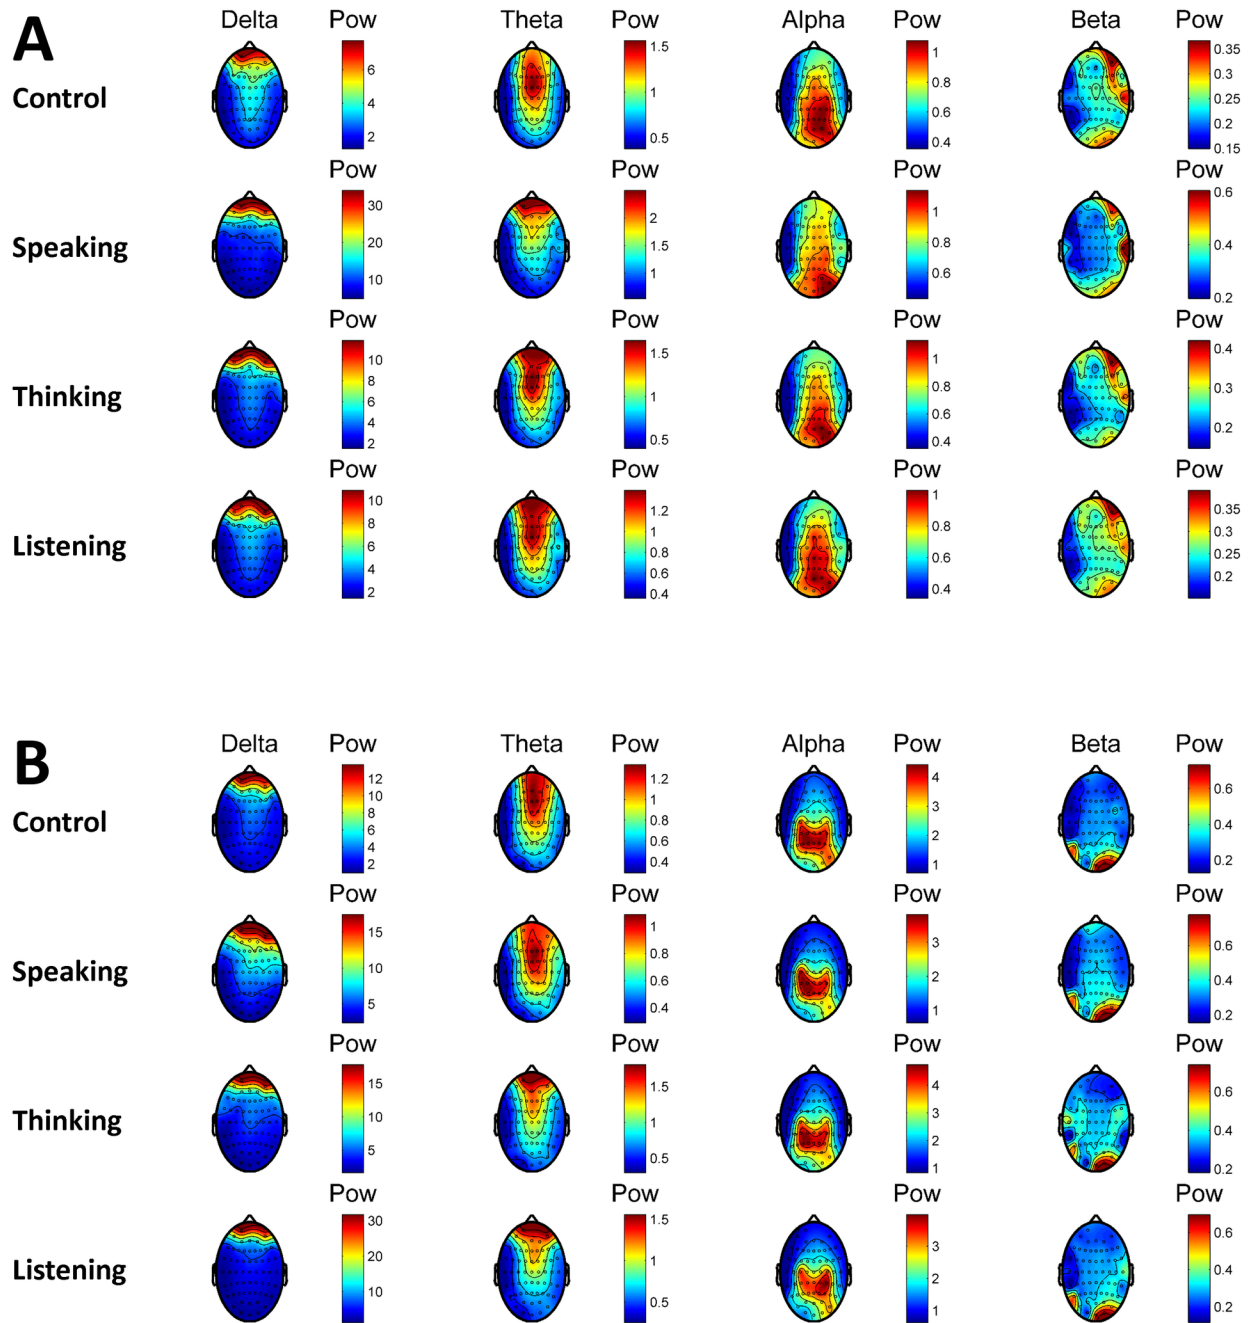 A
Delta Pow Theta Pow Alpha Pow Beta Pow
Control
6 4 2
1.5 1 0.5
1 0.8 0.6 0.4
0.35 0.3 0.25 0.2 0.15
Pow Pow Pow Pow
Speaking
30 20 10
2 1.5 1
1 0.8 0.6
0.6 0.4 0.2
Pow Pow Pow Pow
Thinking
10 8 6 4 2
1.5 1 0.5
1 0.8 0.6 0.4
0.4 0.3 0.2
Pow Pow Pow Pow
Listening
10 8 6 4 2
1.2 1 0.8 0.6 0.4
1 0.8 0.6 0.4
0.35 0.3 0.25 0.2
B
Delta Pow Theta Pow Alpha Pow Beta Pow
Control
12 10 8 6 4 2
1.2 1 0.8 0.6 0.4
4 3 2 1
0.6 0.4 0.2
Pow Pow Pow Pow
Speaking
15 10 5
1 0.8 0.6 0.4
3 2 1
0.6 0.4 0.2
Pow Pow Pow Pow
Thinking
15 10 5
1.5 1 0.5
4 3 2 1
0.6 0.4 0.2
Pow Pow Pow Pow
Listening
30 20 10
1.5 1 0.5
3 2 1
0.6 0.4 0.2